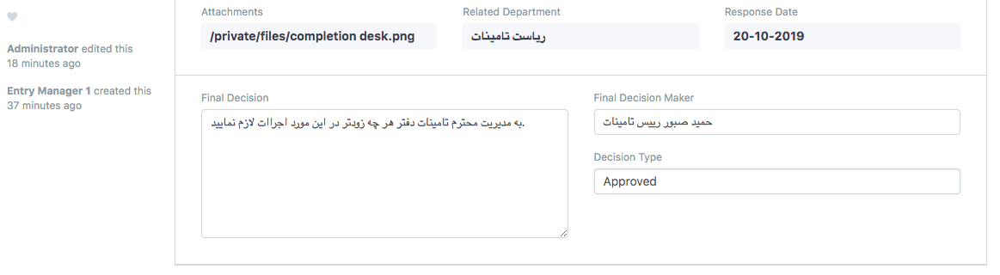 Attachments
Related Department
Response Date
/private/files/completion desk.png
ریاست تامینات
20-10-2019
Administrator edited this
18 minutes ago
Entry Manager 1 created this
37 minutes ago
Final Decision
به مدیریت محترم تامینات دفتر هر چه زودتر در این مورد اجراات لازم نمایید.
Final Decision Maker
حمید صبور رییس تامینات
Decision Type
Approved